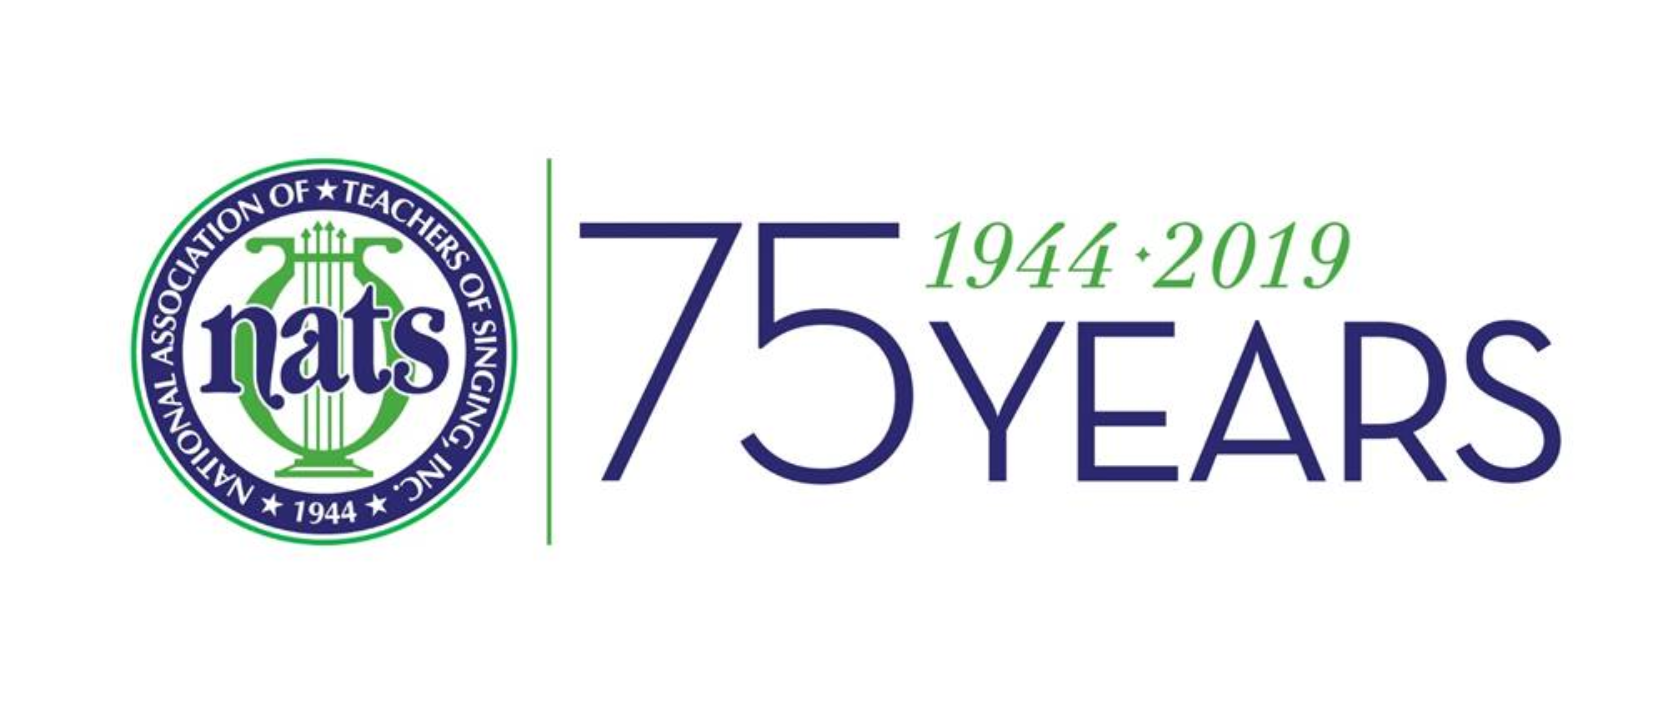 NATIONAL ASSOCIATION OF ★ TEACHERS OF SINGING, INC.
nats
★ 1944 ★
75 YEARS
1944 · 2019